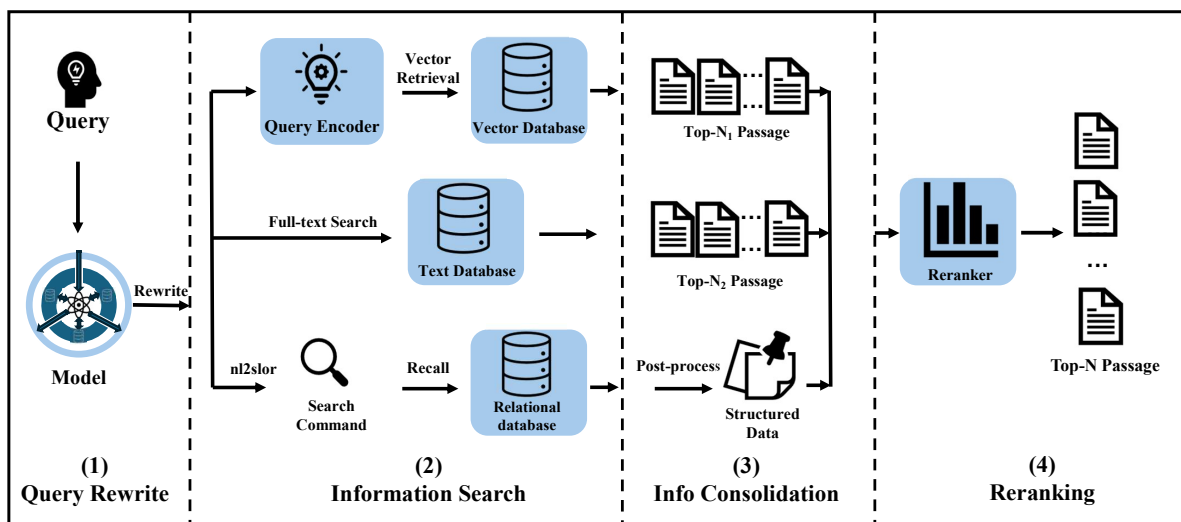 Query
Model
Rewrite
(1)
Query Rewrite
Query Encoder
Vector
Retrieval
Vector Database
Full-text Search
Text Database
nl2slor
Search
Command
Recall
Relational
database
(2)
Information Search
Top-N₁ Passage
Top-N₂ Passage
Post-process
Structured
Data
(3)
Info Consolidation
Reranker
...
Top-N Passage
(4)
Reranking